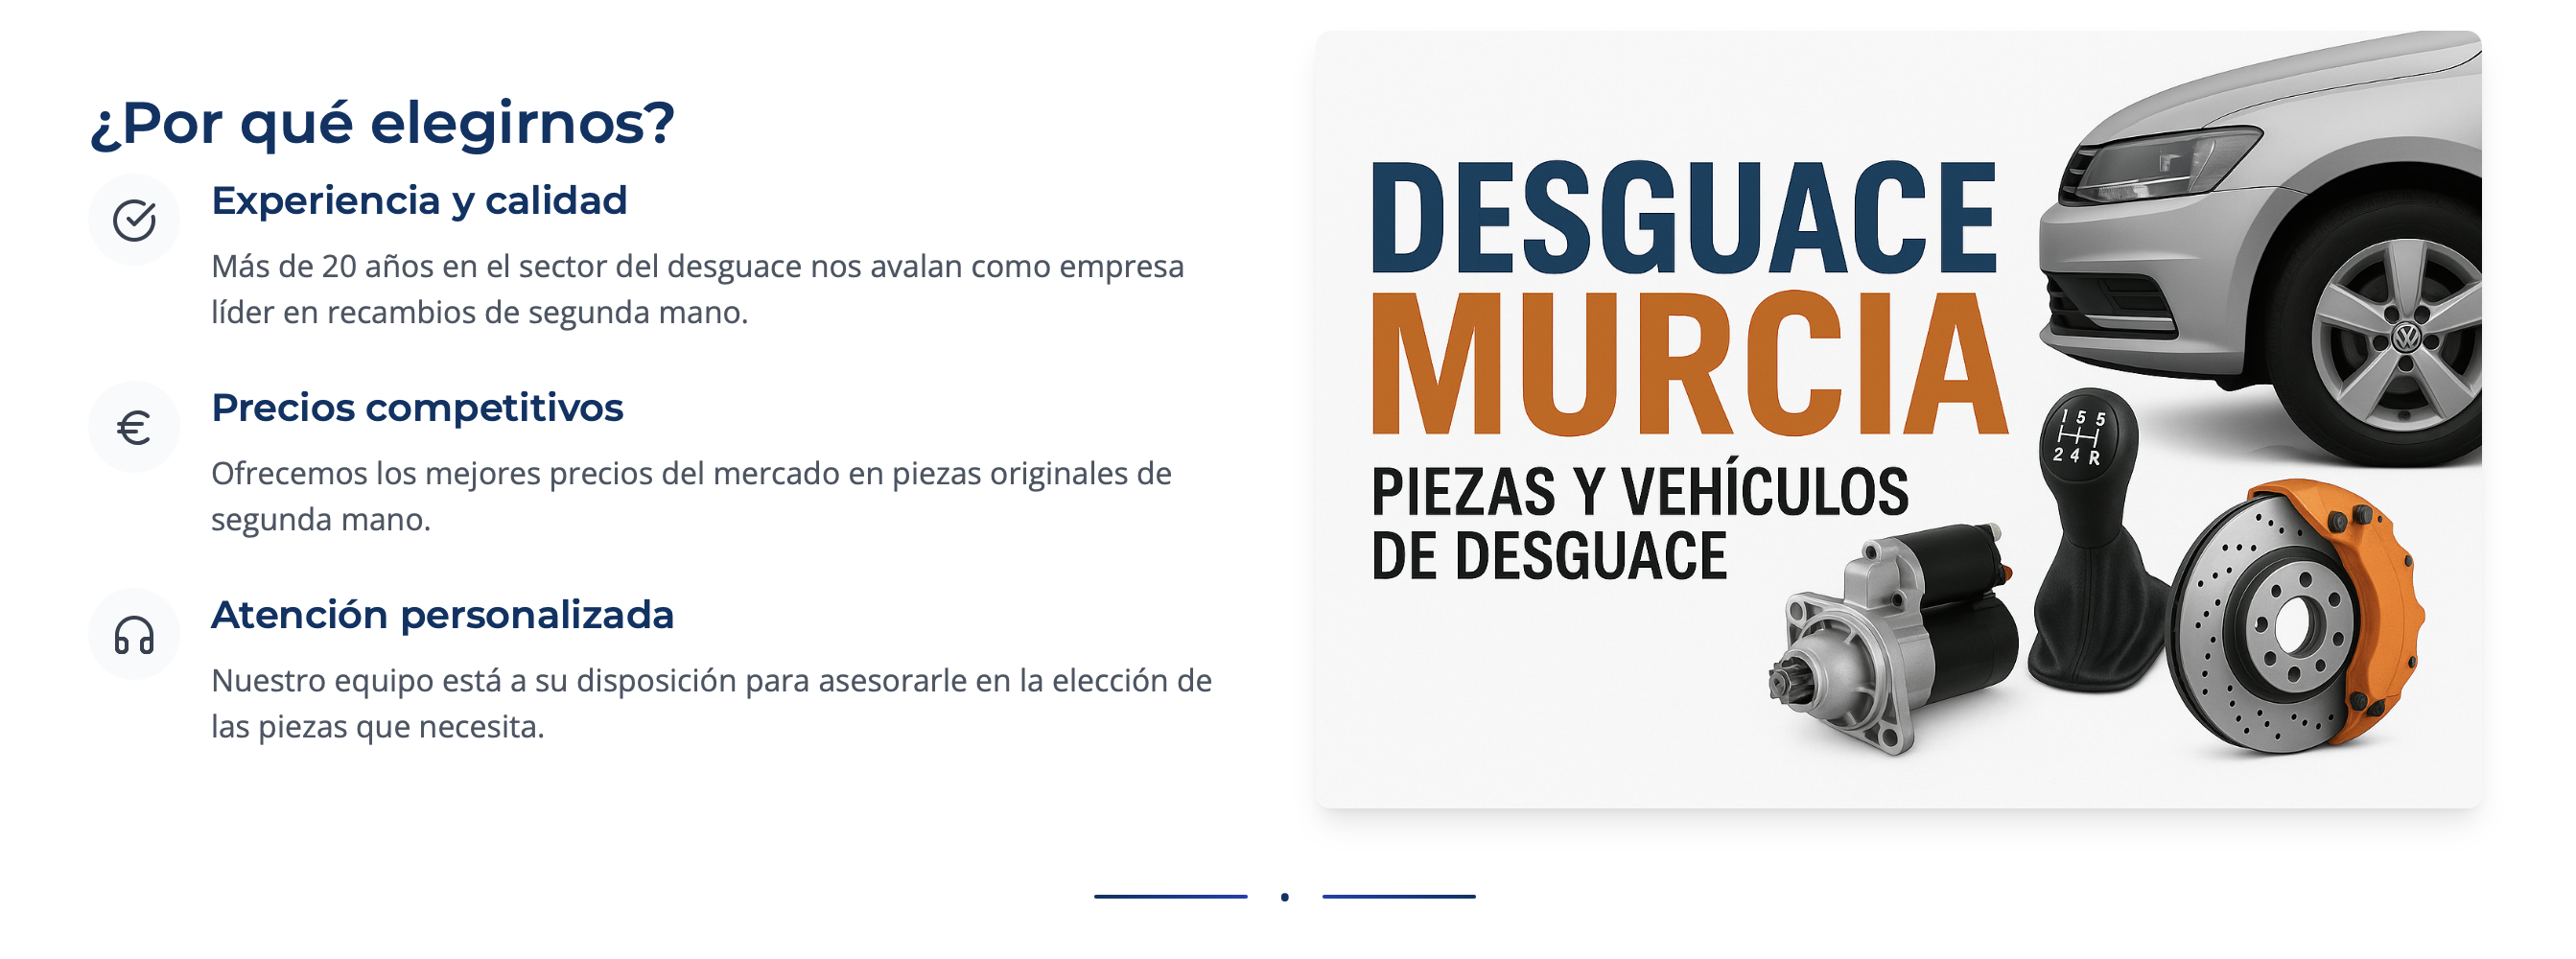 ¿Por qué elegirnos?
Experiencia y calidad
Más de 20 años en el sector del desguace nos avalan como empresa
líder en recambios de segunda mano.
Precios competitivos
Ofrecemos los mejores precios del mercado en piezas originales de
segunda mano.
Atención personalizada
Nuestro equipo está a su disposición para asesorarle en la elección de
las piezas que necesita.
DESGUACE
MURCIA
PIEZAS Y VEHÍCULOS
DE DESGUACE
1 5 5
2 4 R